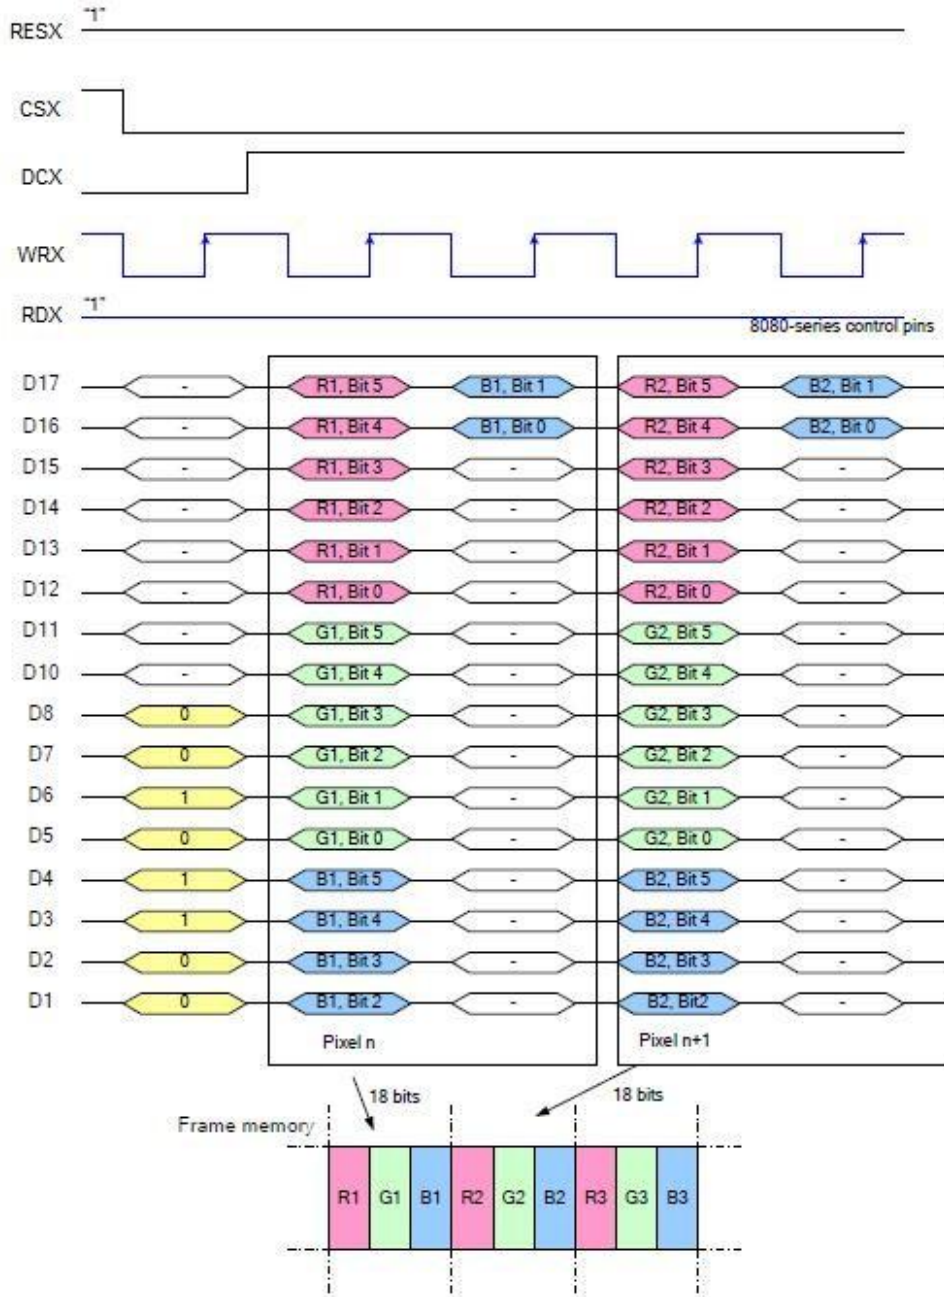 RESX "1"
CSX
DCX
WRX
RDX "1"
8080-series control pins
D17 - R1, Bit 5 B1, Bit 1 R2, Bit 5 B2, Bit 1
D16 - R1, Bit 4 B1, Bit 0 R2, Bit 4 B2, Bit 0
D15 - R1, Bit 3 - R2, Bit 3 -
D14 - R1, Bit 2 - R2, Bit 2 -
D13 - R1, Bit 1 - R2, Bit 1 -
D12 - R1, Bit 0 - R2, Bit 0 -
D11 - G1, Bit 5 - G2, Bit 5 -
D10 - G1, Bit 4 - G2, Bit 4 -
D8 0 G1, Bit 3 - G2, Bit 3 -
D7 0 G1, Bit 2 - G2, Bit 2 -
D6 1 G1, Bit 1 - G2, Bit 1 -
D5 0 G1, Bit 0 - G2, Bit 0 -
D4 1 B1, Bit 5 - B2, Bit 5 -
D3 1 B1, Bit 4 - B2, Bit 4 -
D2 0 B1, Bit 3 - B2, Bit 3 -
D1 0 B1, Bit 2 - B2, Bit2 -
Pixel n Pixel n+1
18 bits 18 bits
Frame memory
R1 G1 B1 R2 G2 B2 R3 G3 B3